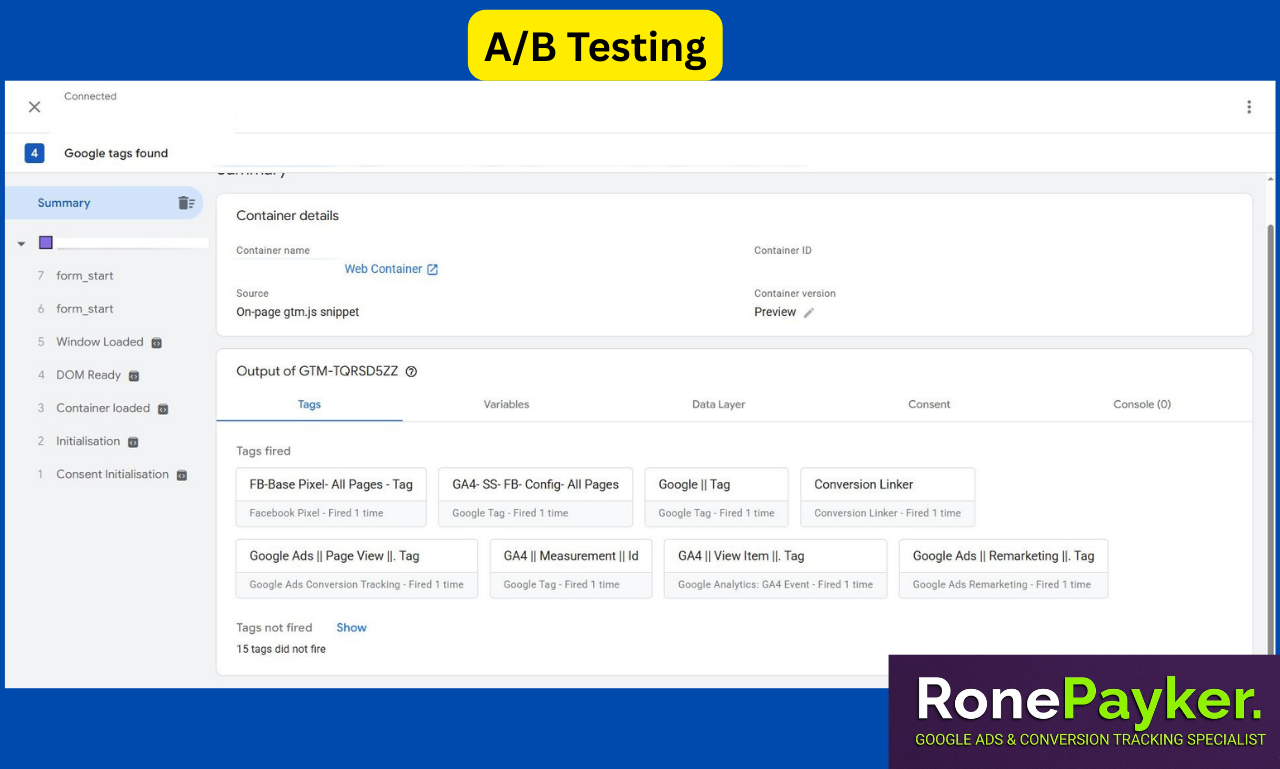 A/B Testing
Connected
4 Google tags found
Summary
Summary
Container details
Container name
Container ID
Web Container
Source
Container version
On-page gtm.js snippet
Preview
7 form_start
6 form_start
5 Window Loaded
4 DOM Ready
3 Container loaded
2 Initialisation
1 Consent Initialisation
Output of GTM-TQRSD5ZZ
Tags Variables Data Layer Consent Console (0)
Tags fired
FB-Base Pixel- All Pages - Tag
Facebook Pixel - Fired 1 time
GA4- SS- FB- Config- All Pages
Google Tag - Fired 1 time
Google || Tag
Google Tag - Fired 1 time
Conversion Linker
Conversion Linker - Fired 1 time
Google Ads || Page View ||. Tag
Google Ads Conversion Tracking - Fired 1 time
GA4 || Measurement || Id
Google Tag - Fired 1 time
GA4 || View Item ||. Tag
Google Analytics: GA4 Event - Fired 1 time
Google Ads || Remarketing ||. Tag
Google Ads Remarketing - Fired 1 time
Tags not fired Show
15 tags did not fire
RonePayker.
GOOGLE ADS & CONVERSION TRACKING SPECIALIST